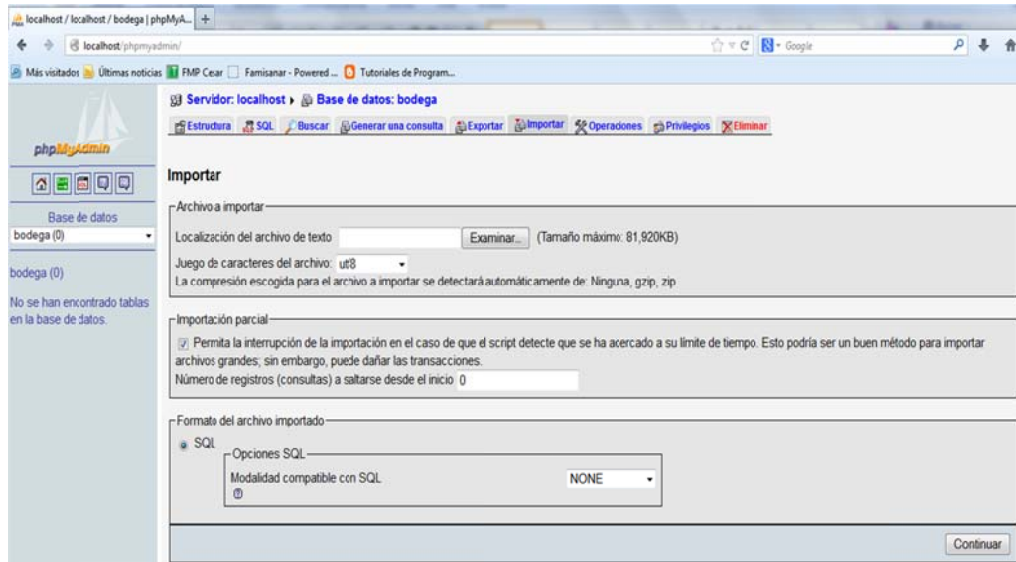 localhost / localhost / bodega | phpMyA...
localhost/phpmyadmin/
Google
Más visitados Últimas noticias FMP Cear Famisanar - Powered ... Tutoriales de Program...
phpMyAdmin
Base de datos
bodega (0)
bodega (0)
No se han encontrado tablas
en la base de datos.
Servidor: localhost Base de datos: bodega
Estructura SQL Buscar Generar una consulta Exportar Importar Operaciones Privilegios Eliminar
Importar
Archivo a importar
Localización del archivo de texto Examinar... (Tamaño máximo: 81,920KB)
Juego de caracteres del archivo: utf8
La compresión escogida para el archivo a importar se detectará automáticamente de: Ninguna, gzip, zip
Importación parcial
Permita la interrupción de la importación en el caso de que el script detecte que se ha acercado a su límite de tiempo. Esto podría ser un buen método para importar
archivos grandes; sin embargo, puede dañar las transacciones.
Número de registros (consultas) a saltarse desde el inicio 0
Formato del archivo importado
SQL
Opciones SQL
Modalidad compatible con SQL NONE
Continuar